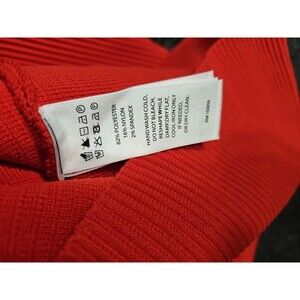 82% POLYESTER
16% NYLON
2% SPANDEX
HAND WASH COLD.
DO NOT BLEACH.
RESHAPE WHILE
DAMP, DRY FLAT.
COOL IRON ONLY
IF NEEDED,
OR DRY CLEAN.